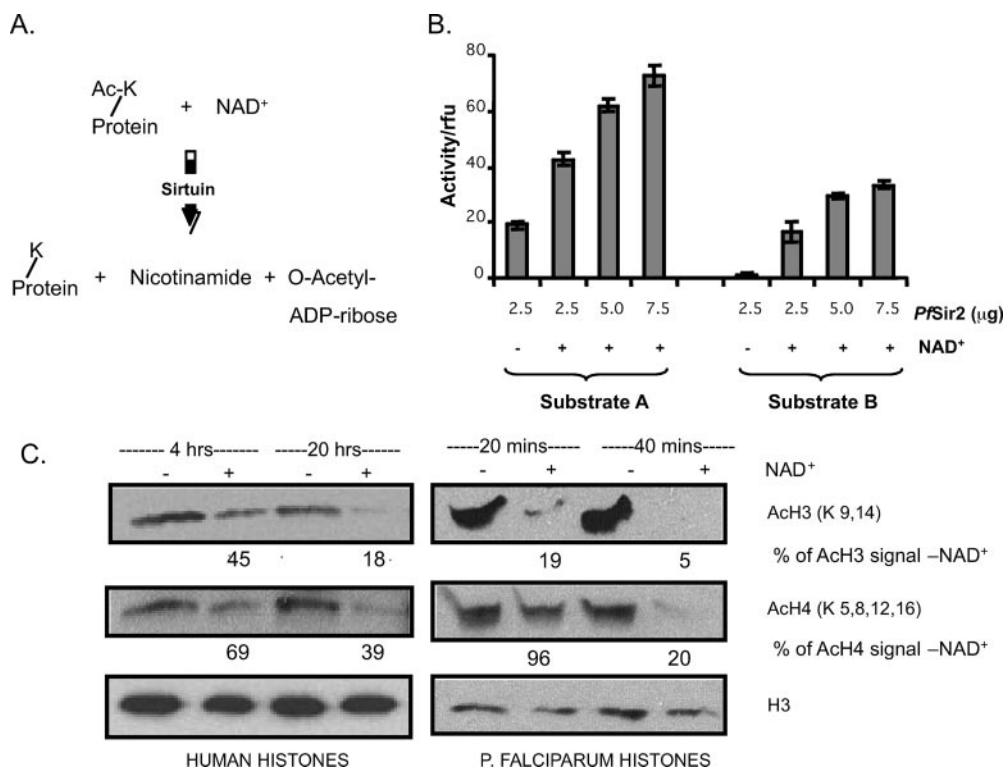 A.
Ac-K
Protein + NAD⁺
Sirtuin
K
Protein + Nicotinamide + O-Acetyl-
ADP-ribose
B.
Activity/rfu
80
60
40
20
0
2.5 2.5 5.0 7.5 2.5 2.5 5.0 7.5 PfSir2 (μg)
- + + + - + + + NAD⁺
Substrate A Substrate B
C.
------- 4 hrs------- -----20 hrs------ -----20 mins----- -----40 mins-----
- + - + - + - + NAD⁺
AcH3 (K 9,14)
45 18 19 5 % of AcH3 signal –NAD⁺
AcH4 (K 5,8,12,16)
69 39 96 20 % of AcH4 signal –NAD⁺
H3
HUMAN HISTONES P. FALCIPARUM HISTONES